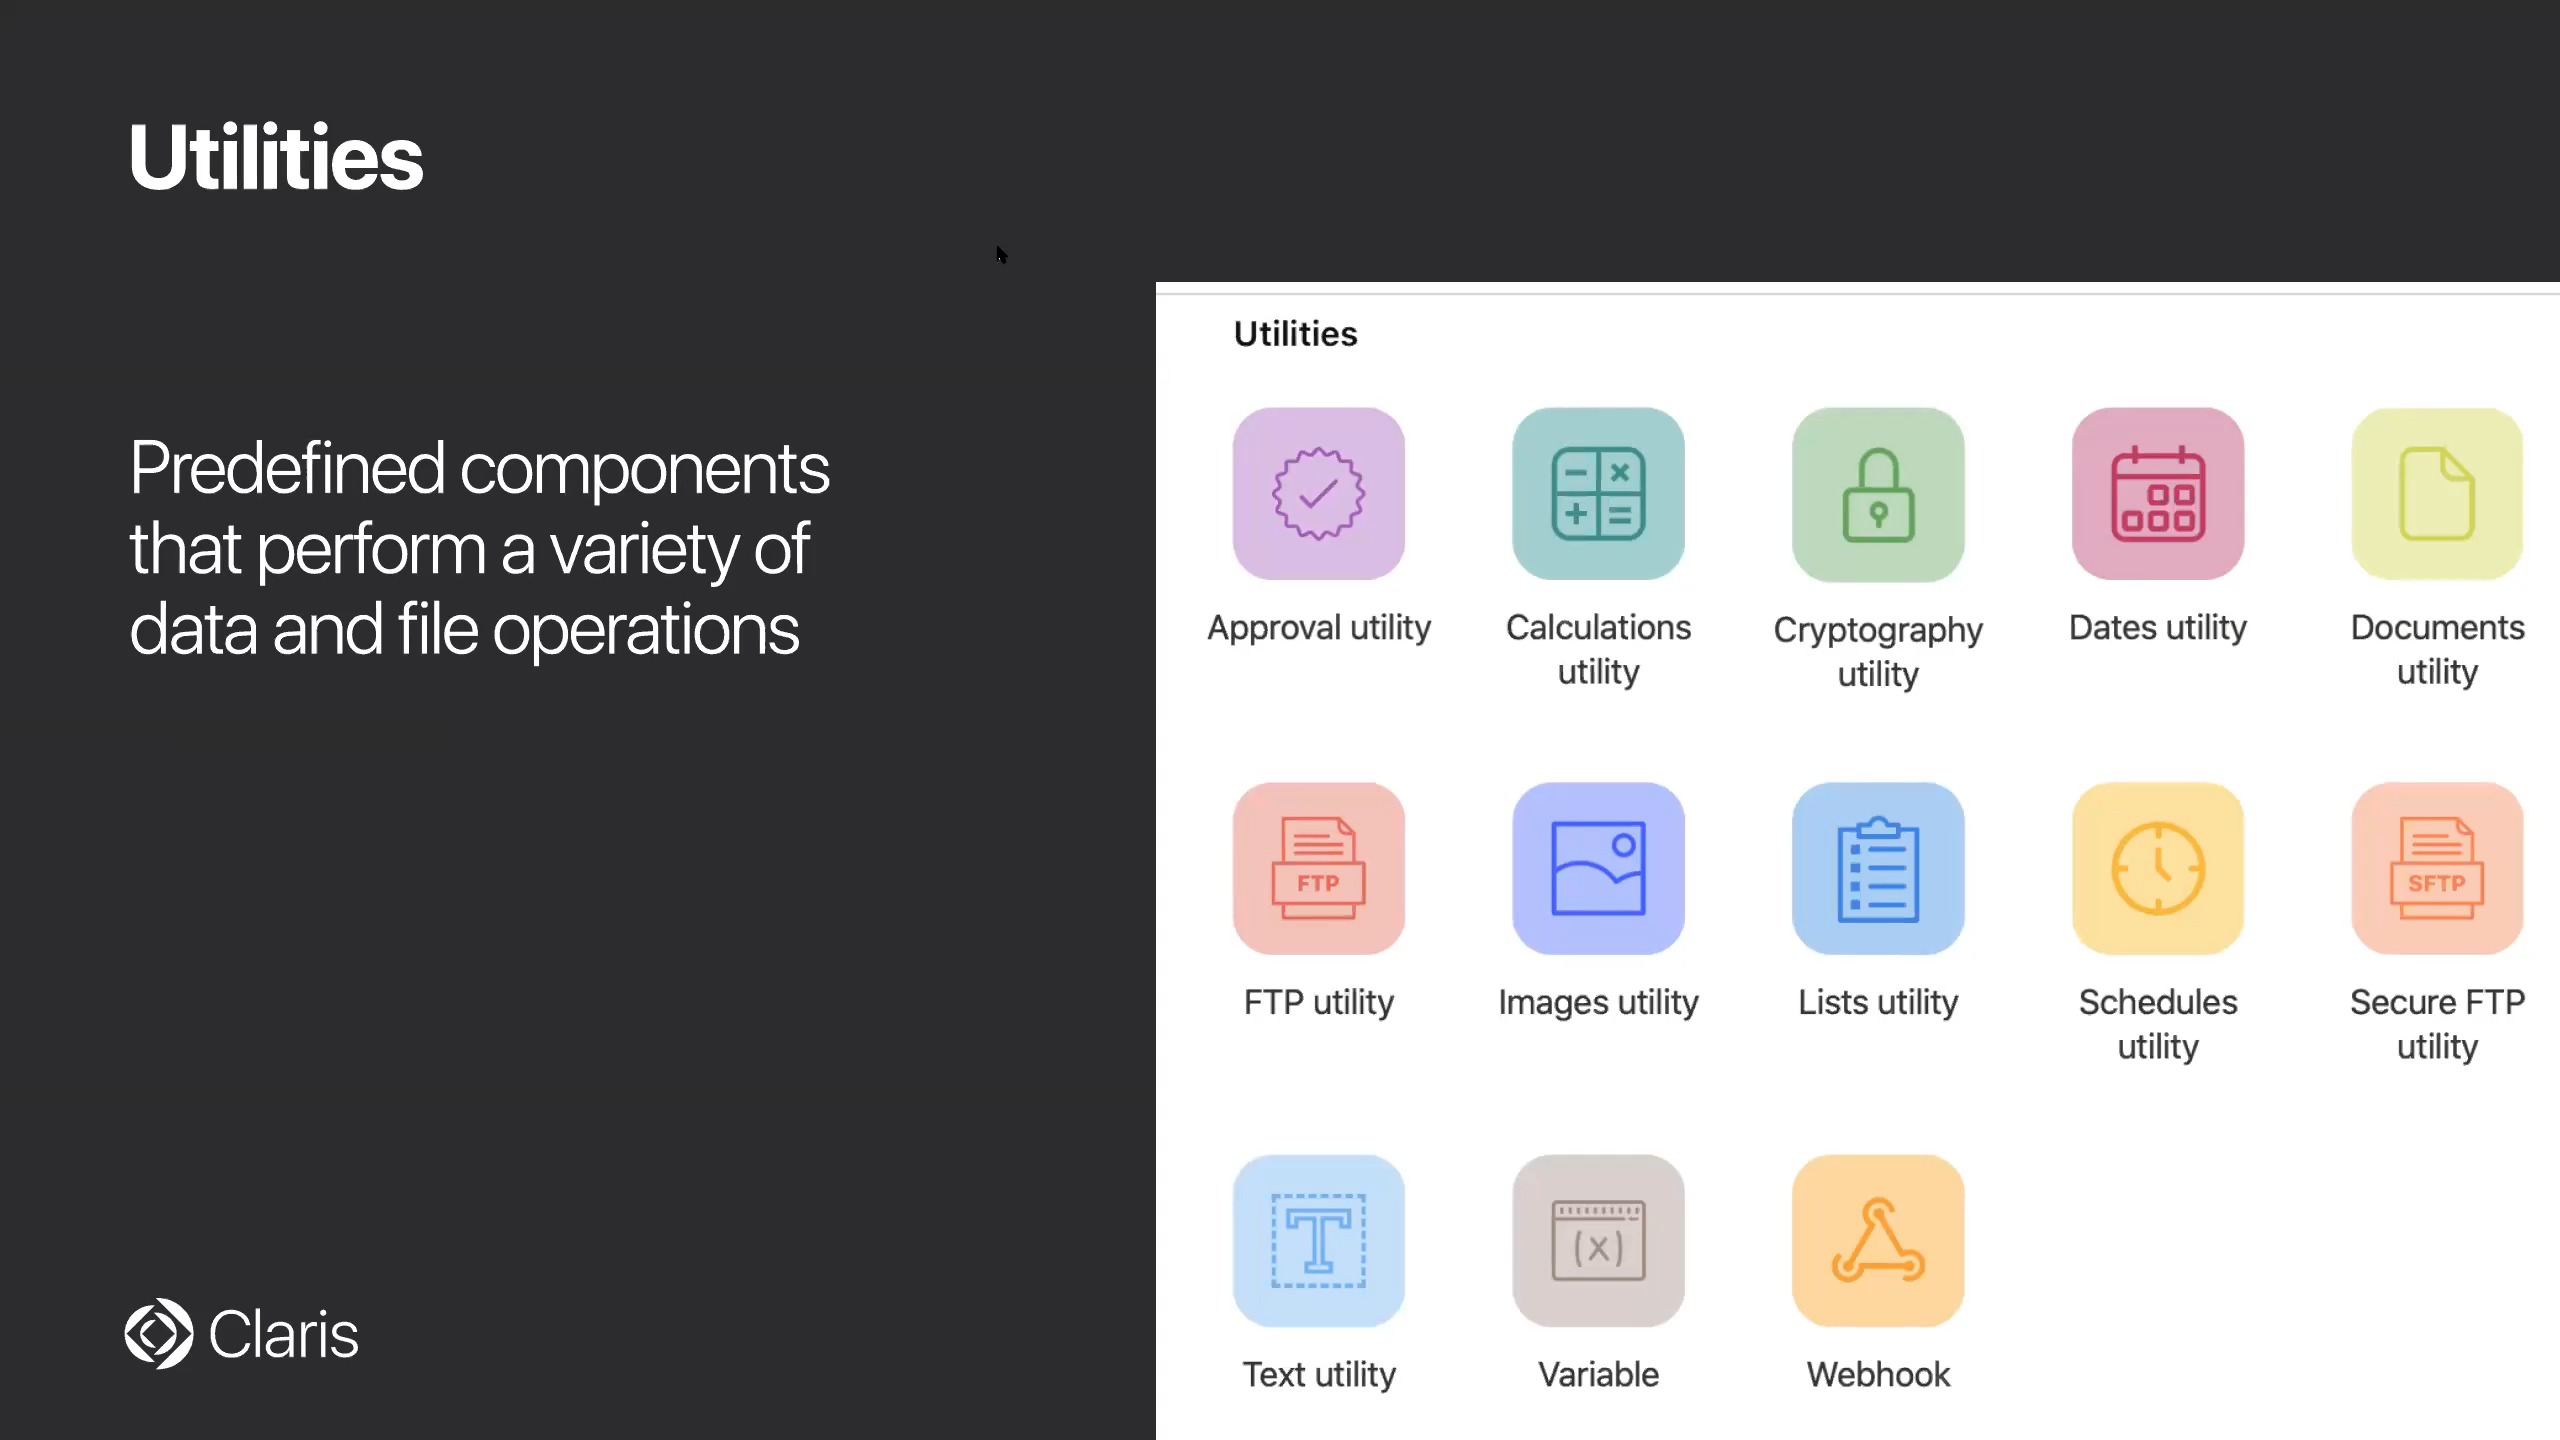 Utilities
Predefined components
that perform a variety of
data and file operations
Claris
Utilities
Approval utility
Calculations
utility
Cryptography
utility
Dates utility
Documents
utility
FTP
FTP utility
Images utility
Lists utility
Schedules
utility
SFTP
Secure FTP
utility
T
Text utility
(x)
Variable
Webhook